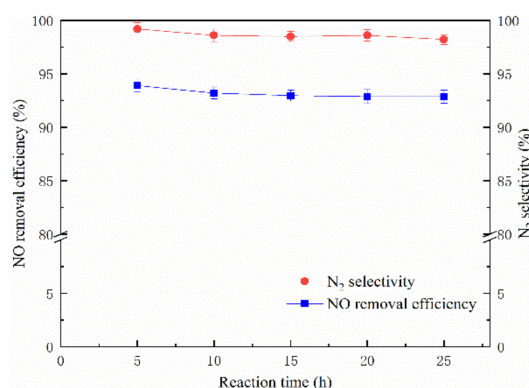 100
95
90
85
80
5
0
NO removal efficiency (%)
100
95
90
85
80
5
0
N2 selectivity (%)
N2 selectivity
NO removal efficiency
0 5 10 15 20 25
Reaction time (h)